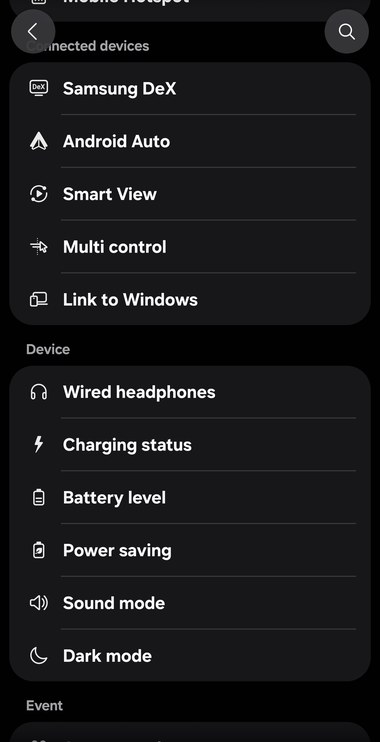 Mobile Hotspot
Connected devices
DeX
Samsung DeX
Android Auto
Smart View
Multi control
Link to Windows
Device
Wired headphones
Charging status
Battery level
Power saving
Sound mode
Dark mode
Event